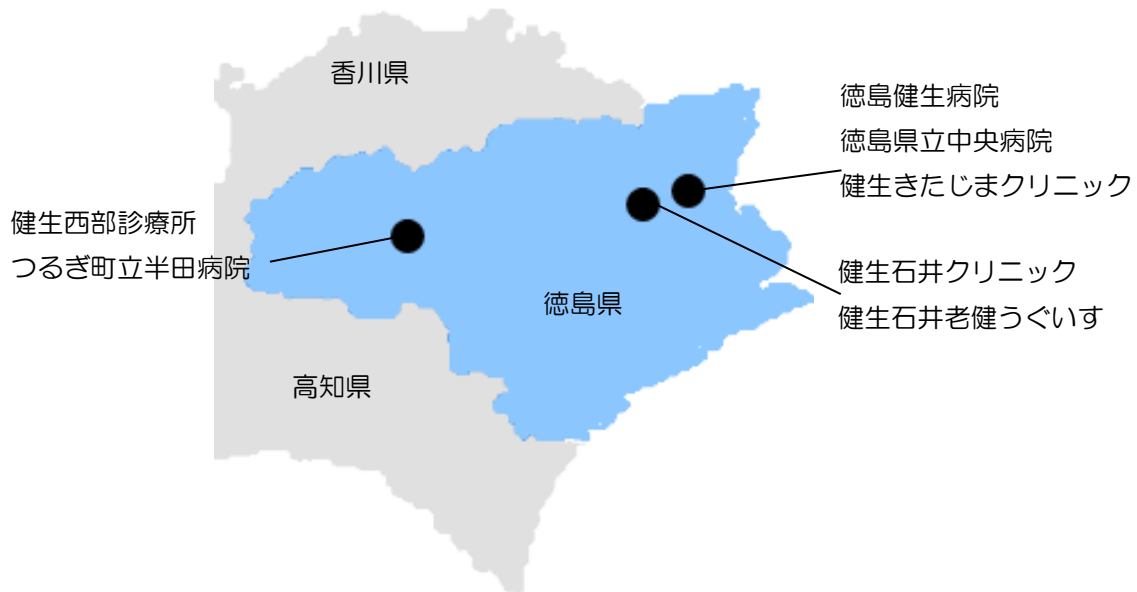 香川県
徳島健生病院
徳島県立中央病院
健生きたじまクリニック
健生西部診療所
つるぎ町立半田病院
健生石井クリニック
健生石井老健うぐいす
徳島県
高知県